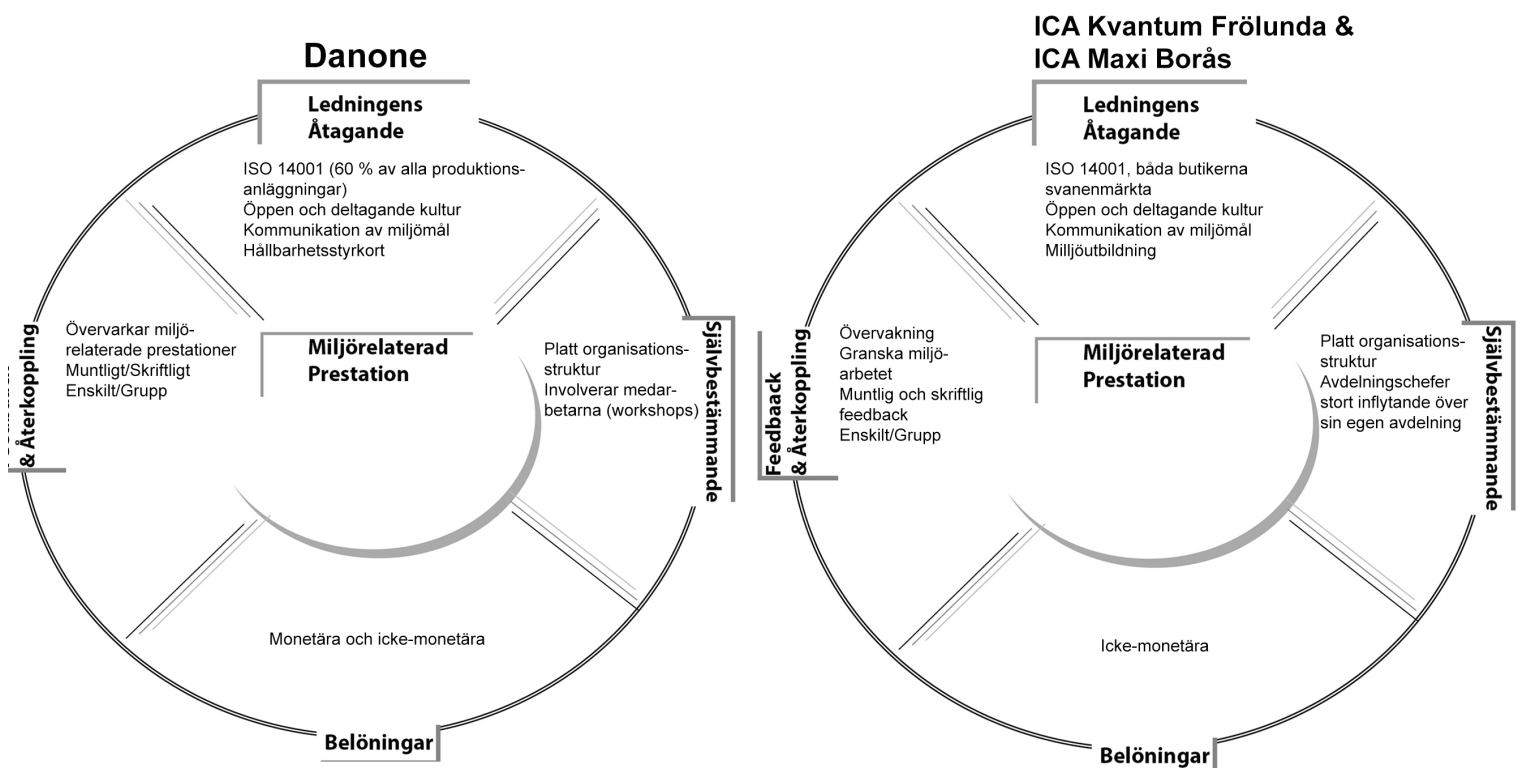 Danone
Ledningens
Åtagande
ISO 14001 (60 % av alla produktions-
anläggningar)
Öppen och deltagande kultur
Kommunikation av miljömål
Hållbarhetsstyrkort
& Återkoppling
Övervarkar miljö-
relaterade prestationer
Muntligt/Skriftligt
Enskilt/Grupp
Miljörelaterad
Prestation
Platt organisations-
struktur
Involverar medar-
betarna (workshops)
Självbestämmande
Monetära och icke-monetära
Belöningar
ICA Kvantum Frölunda &
ICA Maxi Borås
Ledningens
Åtagande
ISO 14001, båda butikerna
svanenmärkta
Öppen och deltagande kultur
Kommunikation av miljömål
Milljöutbildning
Feedbaack
& Återkoppling
Övervakning
Granska miljö-
arbetet
Muntlig och skriftlig
feedback
Enskilt/Grupp
Miljörelaterad
Prestation
Platt organisations-
struktur
Avdelningschefer
stort inflytande över
sin egen avdelning
Självbestämmande
Icke-monetära
Belöningar